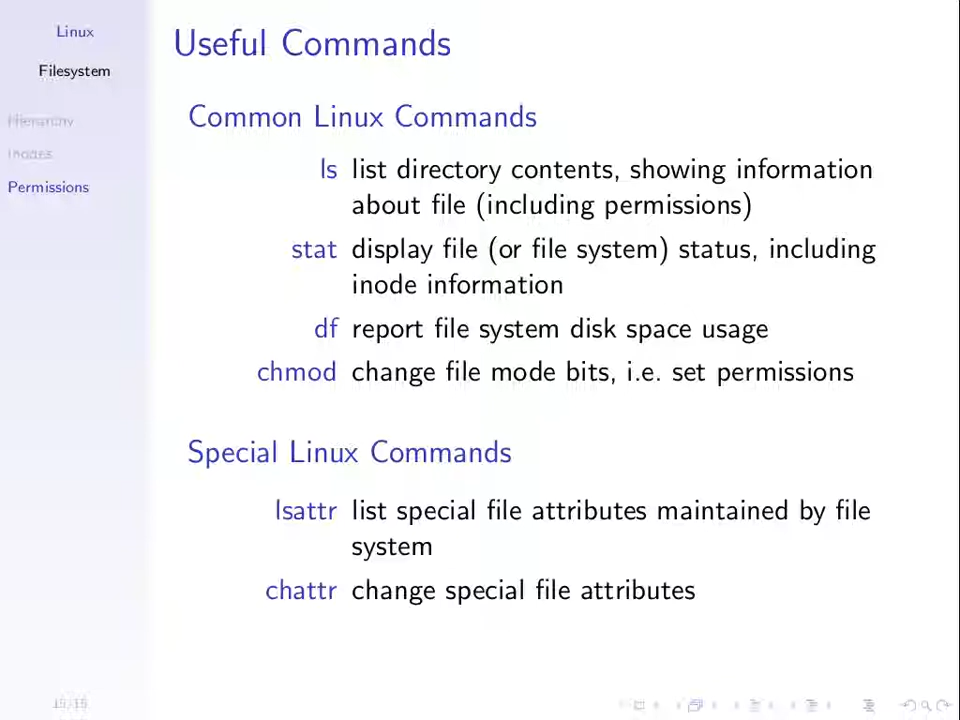 Linux
Filesystem
Hierarchy
Inodes
Permissions
Useful Commands
Common Linux Commands
ls list directory contents, showing information
about file (including permissions)
stat display file (or file system) status, including
inode information
df report file system disk space usage
chmod change file mode bits, i.e. set permissions
Special Linux Commands
lsattr list special file attributes maintained by file
system
chattr change special file attributes